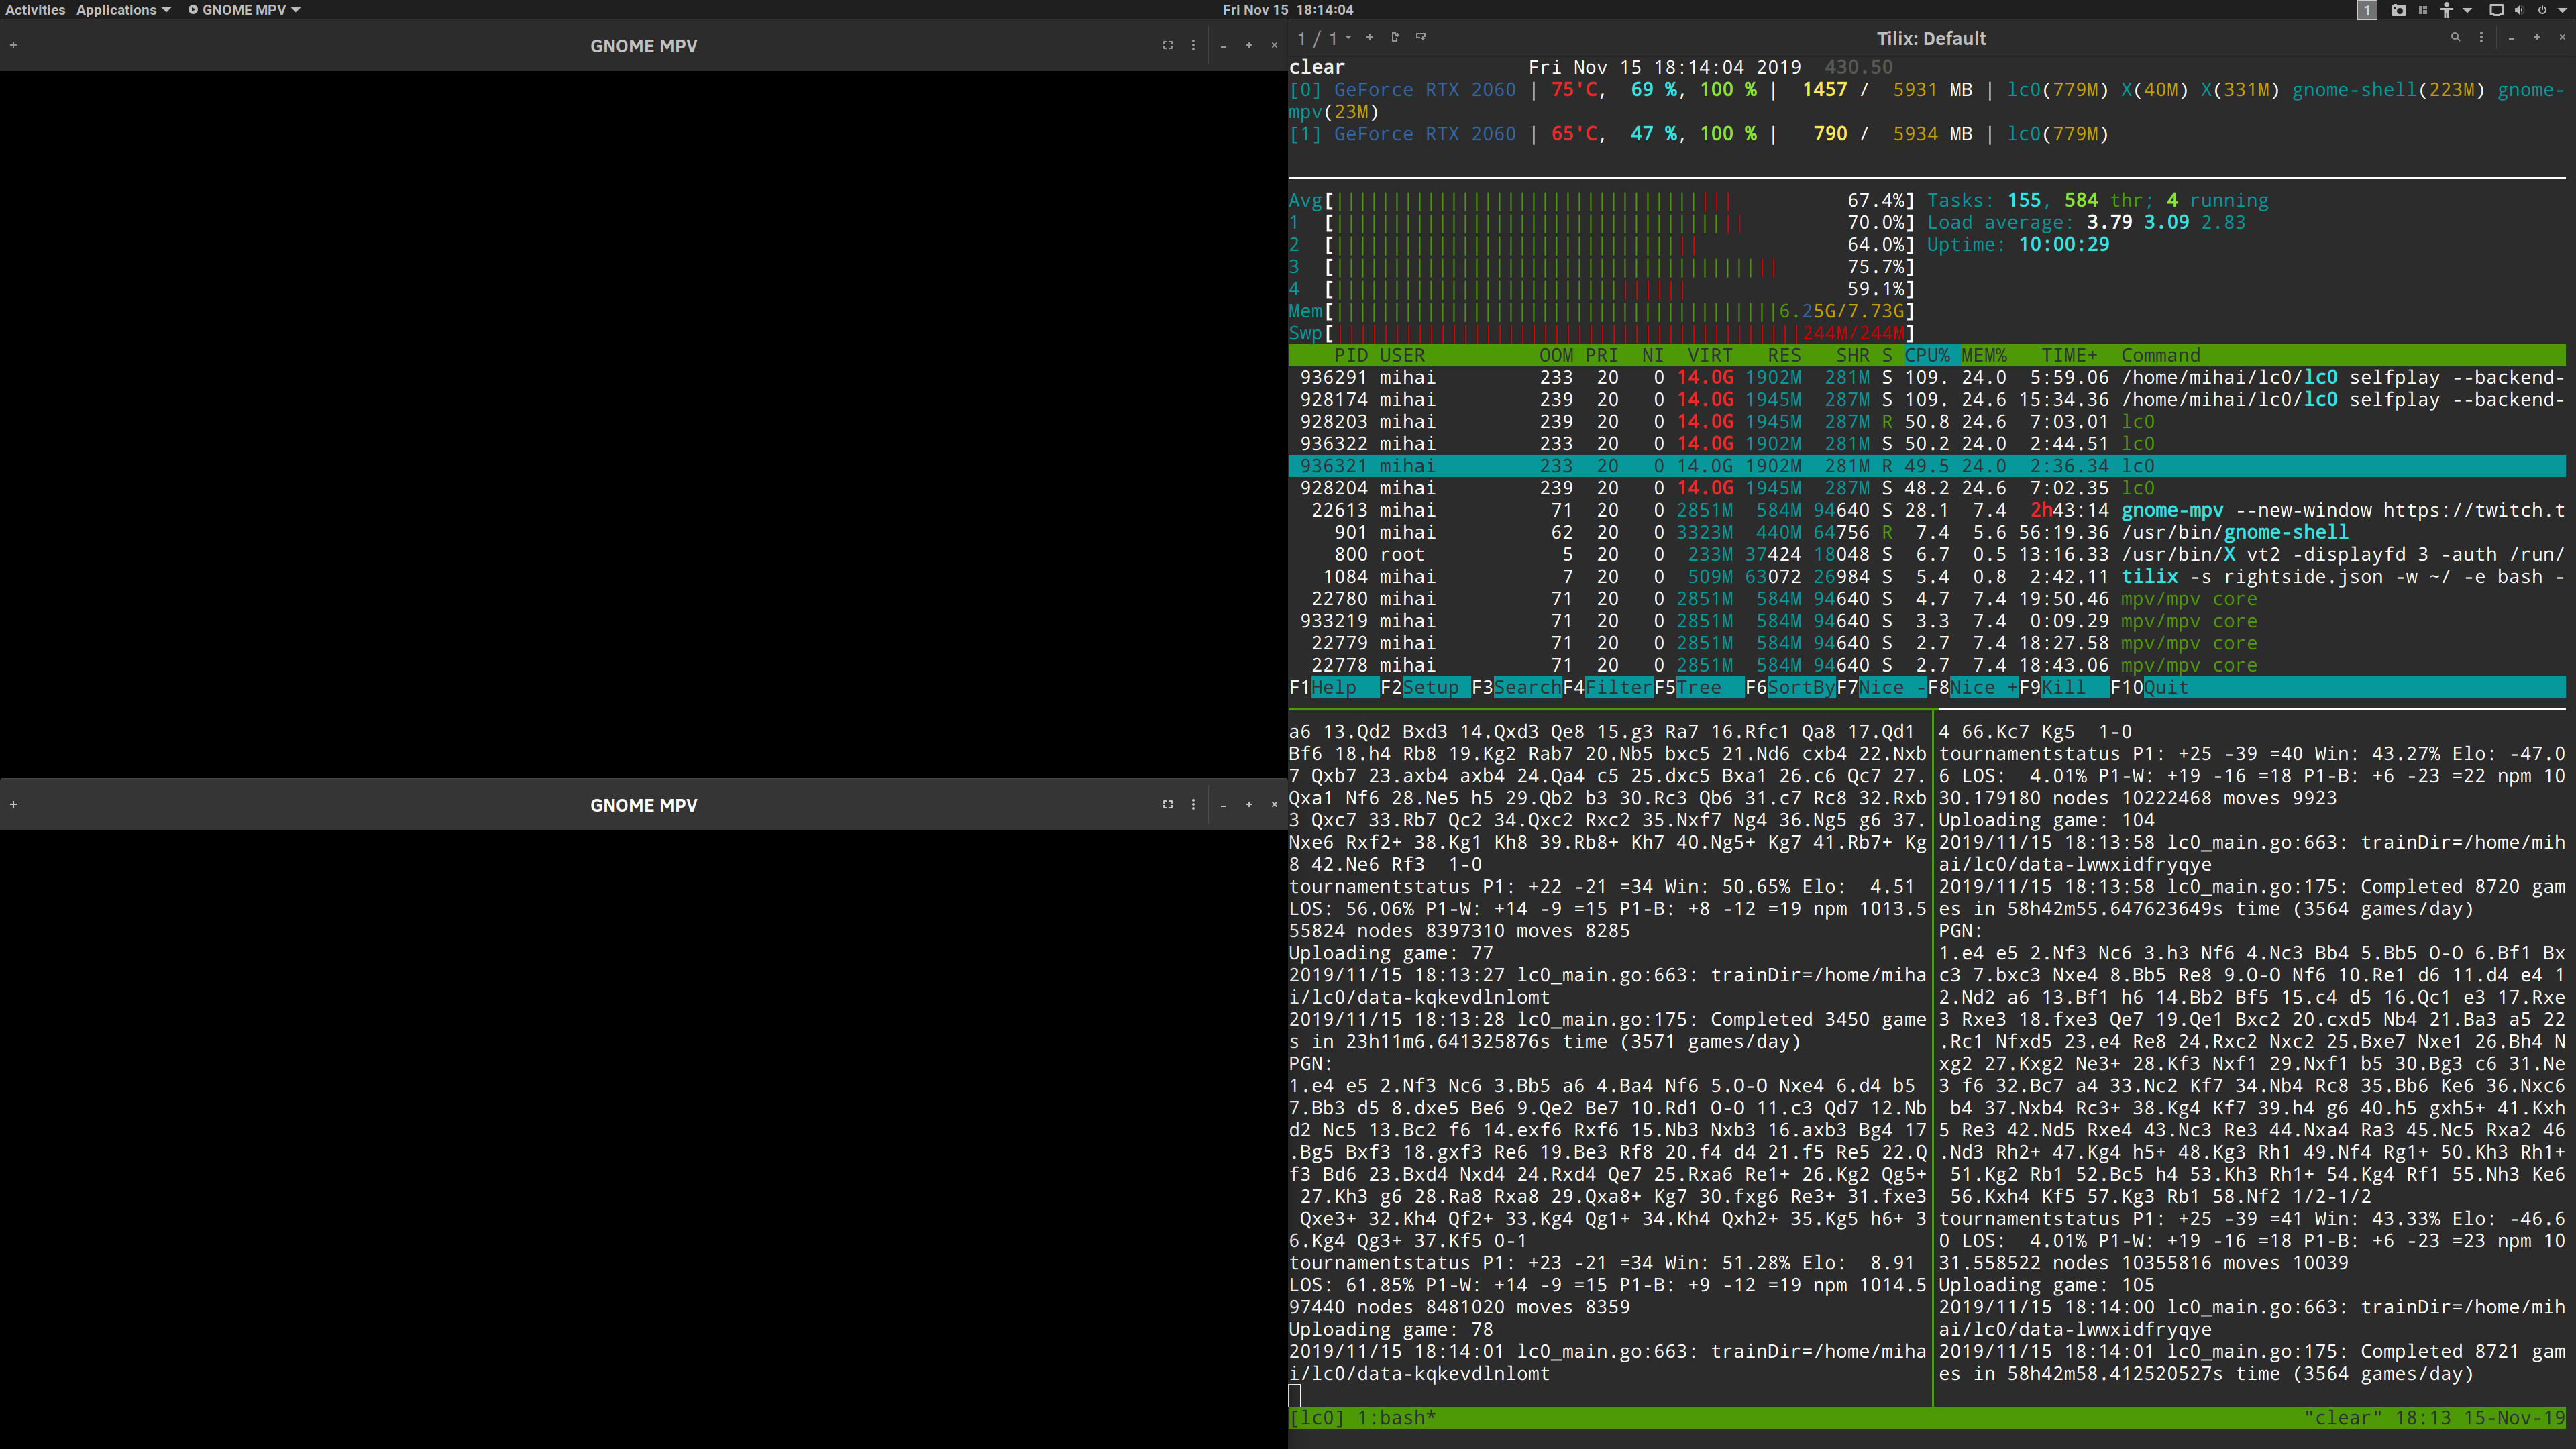 Activities Applications GNOME MPV Fri Nov 15 18:14:04 1
GNOME MPV
GNOME MPV
1 / 1 Tilix: Default
clear Fri Nov 15 18:14:04 2019 430.50
[0] GeForce RTX 2060 | 75'C, 69 %, 100 % | 1457 / 5931 MB | lc0(779M) X(40M) X(331M) gnome-shell(223M) gnome-
mpv(23M)
[1] GeForce RTX 2060 | 65'C, 47 %, 100 % | 790 / 5934 MB | lc0(779M)
Avg[ 67.4%] Tasks: 155, 584 thr; 4 running
1 [ 70.0%] Load average: 3.79 3.09 2.83
2 [ 64.0%] Uptime: 10:00:29
3 [ 75.7%]
4 [ 59.1%]
Mem[ 6.25G/7.73G]
Swp[ 244M/244M]
PID USER OOM PRI NI VIRT RES SHR S CPU% MEM% TIME+ Command
936291 mihai 233 20 0 14.0G 1902M 281M S 109. 24.0 5:59.06 /home/mihai/lc0/lc0 selfplay --backend-
928174 mihai 239 20 0 14.0G 1945M 287M S 109. 24.6 15:34.36 /home/mihai/lc0/lc0 selfplay --backend-
928203 mihai 239 20 0 14.0G 1945M 287M R 50.8 24.6 7:03.01 lc0
936322 mihai 233 20 0 14.0G 1902M 281M S 50.2 24.0 2:44.51 lc0
936321 mihai 233 20 0 14.0G 1902M 281M R 49.5 24.0 2:36.34 lc0
928204 mihai 239 20 0 14.0G 1945M 287M S 48.2 24.6 7:02.35 lc0
22613 mihai 71 20 0 2851M 584M 94640 S 28.1 7.4 2h43:14 gnome-mpv --new-window https://twitch.t
901 mihai 62 20 0 3323M 440M 64756 R 7.4 5.6 56:19.36 /usr/bin/gnome-shell
800 root 5 20 0 233M 37424 18048 S 6.7 0.5 13:16.33 /usr/bin/X vt2 -displayfd 3 -auth /run/
1084 mihai 7 20 0 509M 63072 26984 S 5.4 0.8 2:42.11 tilix -s rightside.json -w ~/ -e bash -
22780 mihai 71 20 0 2851M 584M 94640 S 4.7 7.4 19:50.46 mpv/mpv core
933219 mihai 71 20 0 2851M 584M 94640 S 3.3 7.4 0:09.29 mpv/mpv core
22779 mihai 71 20 0 2851M 584M 94640 S 2.7 7.4 18:27.58 mpv/mpv core
22778 mihai 71 20 0 2851M 584M 94640 S 2.7 7.4 18:43.06 mpv/mpv core
F1Help F2Setup F3SearchF4FilterF5Tree F6SortByF7Nice -F8Nice +F9Kill F10Quit
a6 13.Qd2 Bxd3 14.Qxd3 Qe8 15.g3 Ra7 16.Rfc1 Qa8 17.Qd1
Bf6 18.h4 Rb8 19.Kg2 Rab7 20.Nb5 bxc5 21.Nd6 cxb4 22.Nxb
7 Qxb7 23.axb4 axb4 24.Qa4 c5 25.dxc5 Bxa1 26.c6 Qc7 27.
Qxa1 Nf6 28.Ne5 h5 29.Qb2 b3 30.Rc3 Qb6 31.c7 Rc8 32.Rxb
3 Qxc7 33.Rb7 Qc2 34.Qxc2 Rxc2 35.Nxf7 Ng4 36.Ng5 g6 37.
Nxe6 Rxf2+ 38.Kg1 Kh8 39.Rb8+ Kh7 40.Ng5+ Kg7 41.Rb7+ Kg
8 42.Ne6 Rf3 1-0
tournamentstatus P1: +22 -21 =34 Win: 50.65% Elo: 4.51
LOS: 56.06% P1-W: +14 -9 =15 P1-B: +8 -12 =19 npm 1013.5
55824 nodes 8397310 moves 8285
Uploading game: 77
2019/11/15 18:13:27 lc0_main.go:663: trainDir=/home/miha
i/lc0/data-kqkevdlnlomt
2019/11/15 18:13:28 lc0_main.go:175: Completed 3450 game
s in 23h11m6.641325876s time (3571 games/day)
PGN:
1.e4 e5 2.Nf3 Nc6 3.Bb5 a6 4.Ba4 Nf6 5.O-O Nxe4 6.d4 b5
7.Bb3 d5 8.dxe5 Be6 9.Qe2 Be7 10.Rd1 O-O 11.c3 Qd7 12.Nb
d2 Nc5 13.Bc2 f6 14.exf6 Rxf6 15.Nb3 Nxb3 16.axb3 Bg4 17
.Bg5 Bxf3 18.gxf3 Re6 19.Be3 Rf8 20.f4 d4 21.f5 Re5 22.Q
f3 Bd6 23.Bxd4 Nxd4 24.Rxd4 Qe7 25.Rxa6 Re1+ 26.Kg2 Qg5+
27.Kh3 g6 28.Ra8 Rxa8 29.Qxa8+ Kg7 30.fxg6 Re3+ 31.fxe3
Qxe3+ 32.Kh4 Qf2+ 33.Kg4 Qg1+ 34.Kh4 Qxh2+ 35.Kg5 h6+ 3
6.Kg4 Qg3+ 37.Kf5 0-1
tournamentstatus P1: +23 -21 =34 Win: 51.28% Elo: 8.91
LOS: 61.85% P1-W: +14 -9 =15 P1-B: +9 -12 =19 npm 1014.5
97440 nodes 8481020 moves 8359
Uploading game: 78
2019/11/15 18:14:01 lc0_main.go:663: trainDir=/home/miha
i/lc0/data-kqkevdlnlomt
4 66.Kc7 Kg5 1-0
tournamentstatus P1: +25 -39 =40 Win: 43.27% Elo: -47.0
6 LOS: 4.01% P1-W: +19 -16 =18 P1-B: +6 -23 =22 npm 10
30.179180 nodes 10222468 moves 9923
Uploading game: 104
2019/11/15 18:13:58 lc0_main.go:663: trainDir=/home/mih
ai/lc0/data-lwwxidfryqye
2019/11/15 18:13:58 lc0_main.go:175: Completed 8720 gam
es in 58h42m55.647623649s time (3564 games/day)
PGN:
1.e4 e5 2.Nf3 Nc6 3.h3 Nf6 4.Nc3 Bb4 5.Bb5 O-O 6.Bf1 Bx
c3 7.bxc3 Nxe4 8.Bb5 Re8 9.O-O Nf6 10.Re1 d6 11.d4 e4 1
2.Nd2 a6 13.Bf1 h6 14.Bb2 Bf5 15.c4 d5 16.Qc1 e3 17.Rxe
3 Rxe3 18.fxe3 Qe7 19.Qe1 Bxc2 20.cxd5 Nb4 21.Ba3 a5 22
.Rc1 Nfxd5 23.e4 Re8 24.Rxc2 Nxc2 25.Bxe7 Nxe1 26.Bh4 N
xg2 27.Kxg2 Ne3+ 28.Kf3 Nxf1 29.Nxf1 b5 30.Bg3 c6 31.Ne
3 f6 32.Bc7 a4 33.Nc2 Kf7 34.Nb4 Rc8 35.Bb6 Ke6 36.Nxc6
b4 37.Nxb4 Rc3+ 38.Kg4 Kf7 39.h4 g6 40.h5 gxh5+ 41.Kxh
5 Re3 42.Nd5 Rxe4 43.Nc3 Re3 44.Nxa4 Ra3 45.Nc5 Rxa2 46
.Nd3 Rh2+ 47.Kg4 h5+ 48.Kg3 Rh1 49.Nf4 Rg1+ 50.Kh3 Rh1+
51.Kg2 Rb1 52.Bc5 h4 53.Kh3 Rh1+ 54.Kg4 Rf1 55.Nh3 Ke6
56.Kxh4 Kf5 57.Kg3 Rb1 58.Nf2 1/2-1/2
tournamentstatus P1: +25 -39 =41 Win: 43.33% Elo: -46.6
0 LOS: 4.01% P1-W: +19 -16 =18 P1-B: +6 -23 =23 npm 10
31.558522 nodes 10355816 moves 10039
Uploading game: 105
2019/11/15 18:14:00 lc0_main.go:663: trainDir=/home/mih
ai/lc0/data-lwwxidfryqye
2019/11/15 18:14:01 lc0_main.go:175: Completed 8721 gam
es in 58h42m58.412520527s time (3564 games/day)
[lc0] 1:bash* "clear" 18:13 15-Nov-19